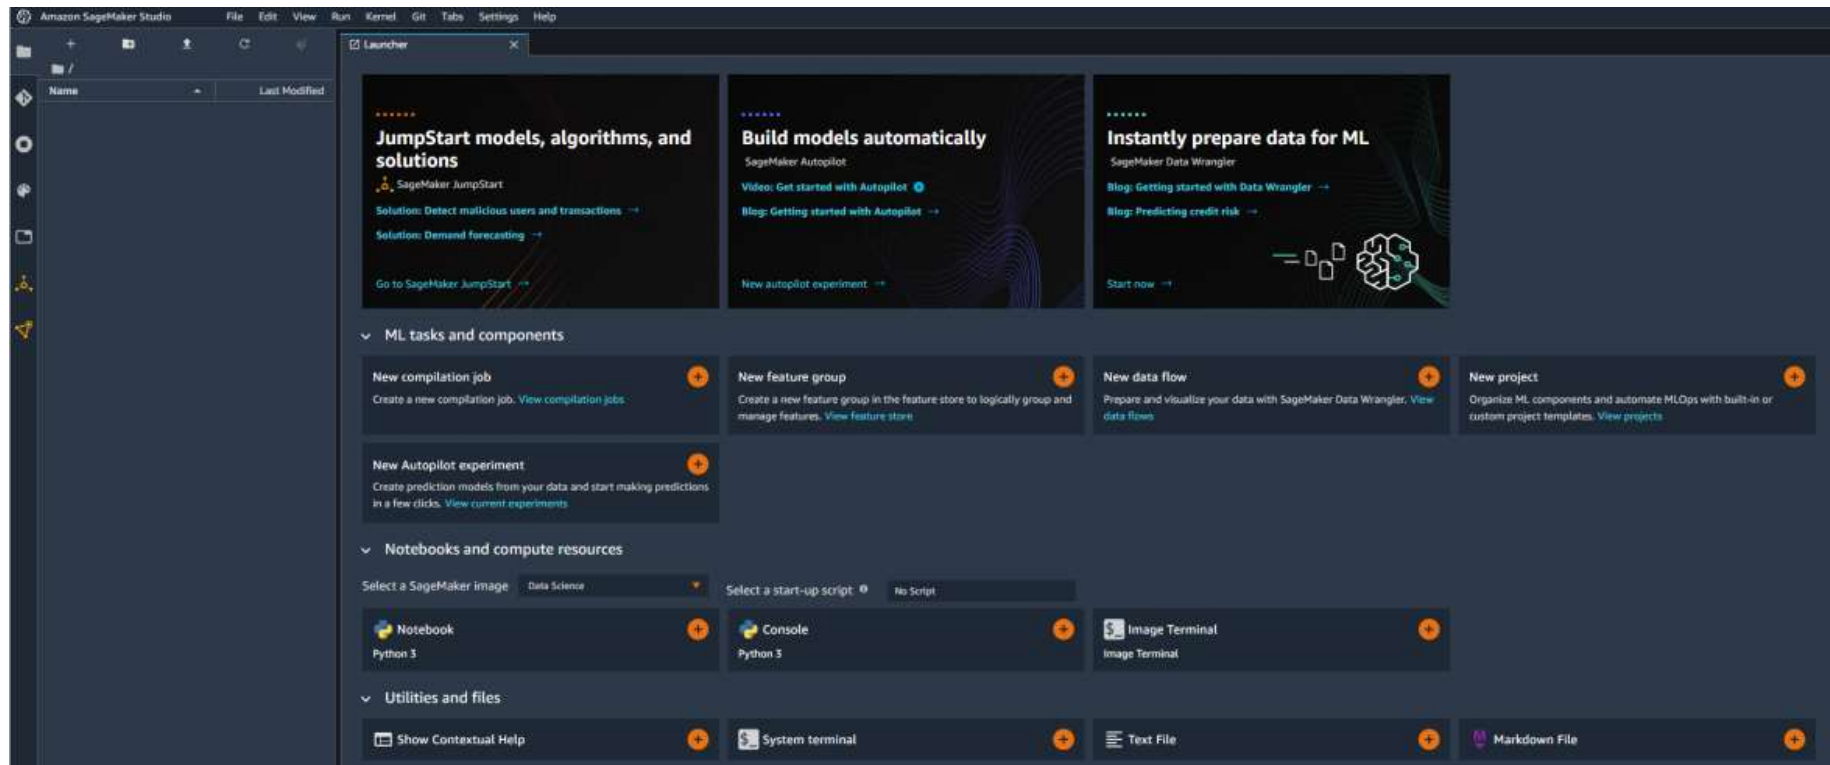 Amazon SageMaker Studio File Edit View Run Kernel Git Tabs Settings Help
Launcher
/
Name Last Modified
JumpStart models, algorithms, and
solutions
SageMaker JumpStart
Solution: Detect malicious users and transactions →
Solution: Demand forecasting →
Go to SageMaker JumpStart →
Build models automatically
SageMaker Autopilot
Video: Get started with Autopilot
Blog: Getting started with Autopilot →
New autopilot experiment →
Instantly prepare data for ML
SageMaker Data Wrangler
Blog: Getting started with Data Wrangler →
Blog: Predicting credit risk →
Start now →
ML tasks and components
New compilation job
Create a new compilation job. View compilation jobs
New feature group
Create a new feature group in the feature store to logically group and
manage features. View feature store
New data flow
Prepare and visualize your data with SageMaker Data Wrangler. View
data flows
New project
Organize ML components and automate MLOps with built-in or
custom project templates. View projects
New Autopilot experiment
Create prediction models from your data and start making predictions
in a few clicks. View current experiments
Notebooks and compute resources
Select a SageMaker image Data Science
Select a start-up script No Script
Notebook
Python 3
Console
Python 3
$_ Image Terminal
Image Terminal
Utilities and files
Show Contextual Help
$_ System terminal
Text File
Markdown File